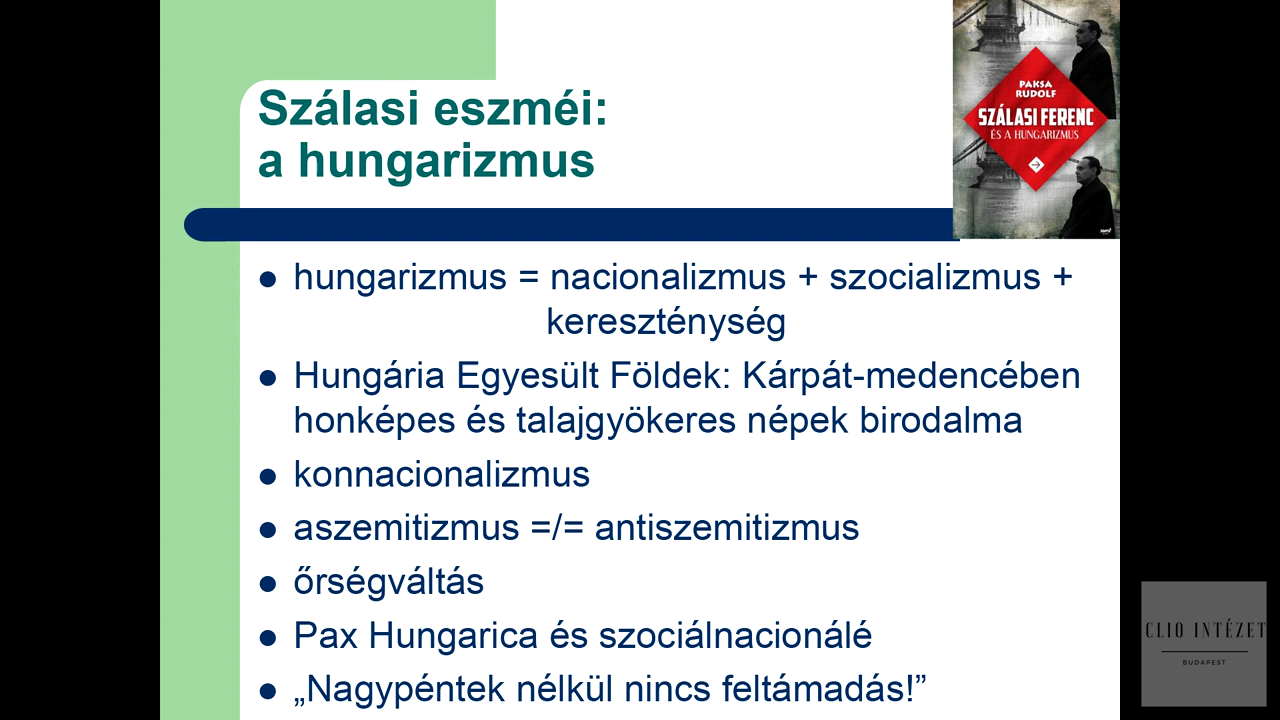 Szálasi eszméi:
a hungarizmus
PAKSA
RUDOLF
SZÁLASI FERENC
ÉS A HUNGARIZMUS
hungarizmus = nacionalizmus + szocializmus +
kereszténység
Hungária Egyesült Földek: Kárpát-medencében
honképes és talajgyökeres népek birodalma
konnacionalizmus
aszemitizmus =/= antiszemitizmus
őrségváltás
Pax Hungarica és szociálnacionálé
„Nagypéntek nélkül nincs feltámadás!”
CLIO INTÉZET
BUDAPEST